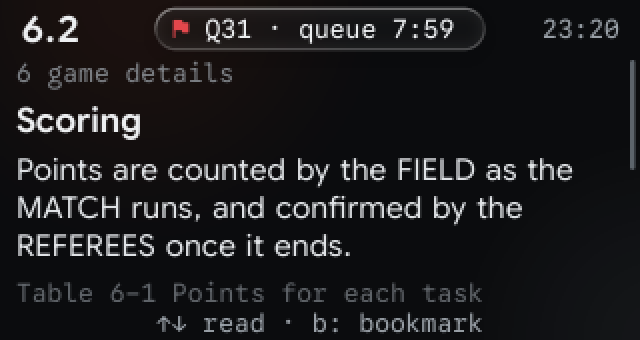 6.2
Q31 · queue 7:59
23:20
6 game details
Scoring
Points are counted by the FIELD as the
MATCH runs, and confirmed by the
REFEREES once it ends.
Table 6-1 Points for each task
↑↓ read · b: bookmark